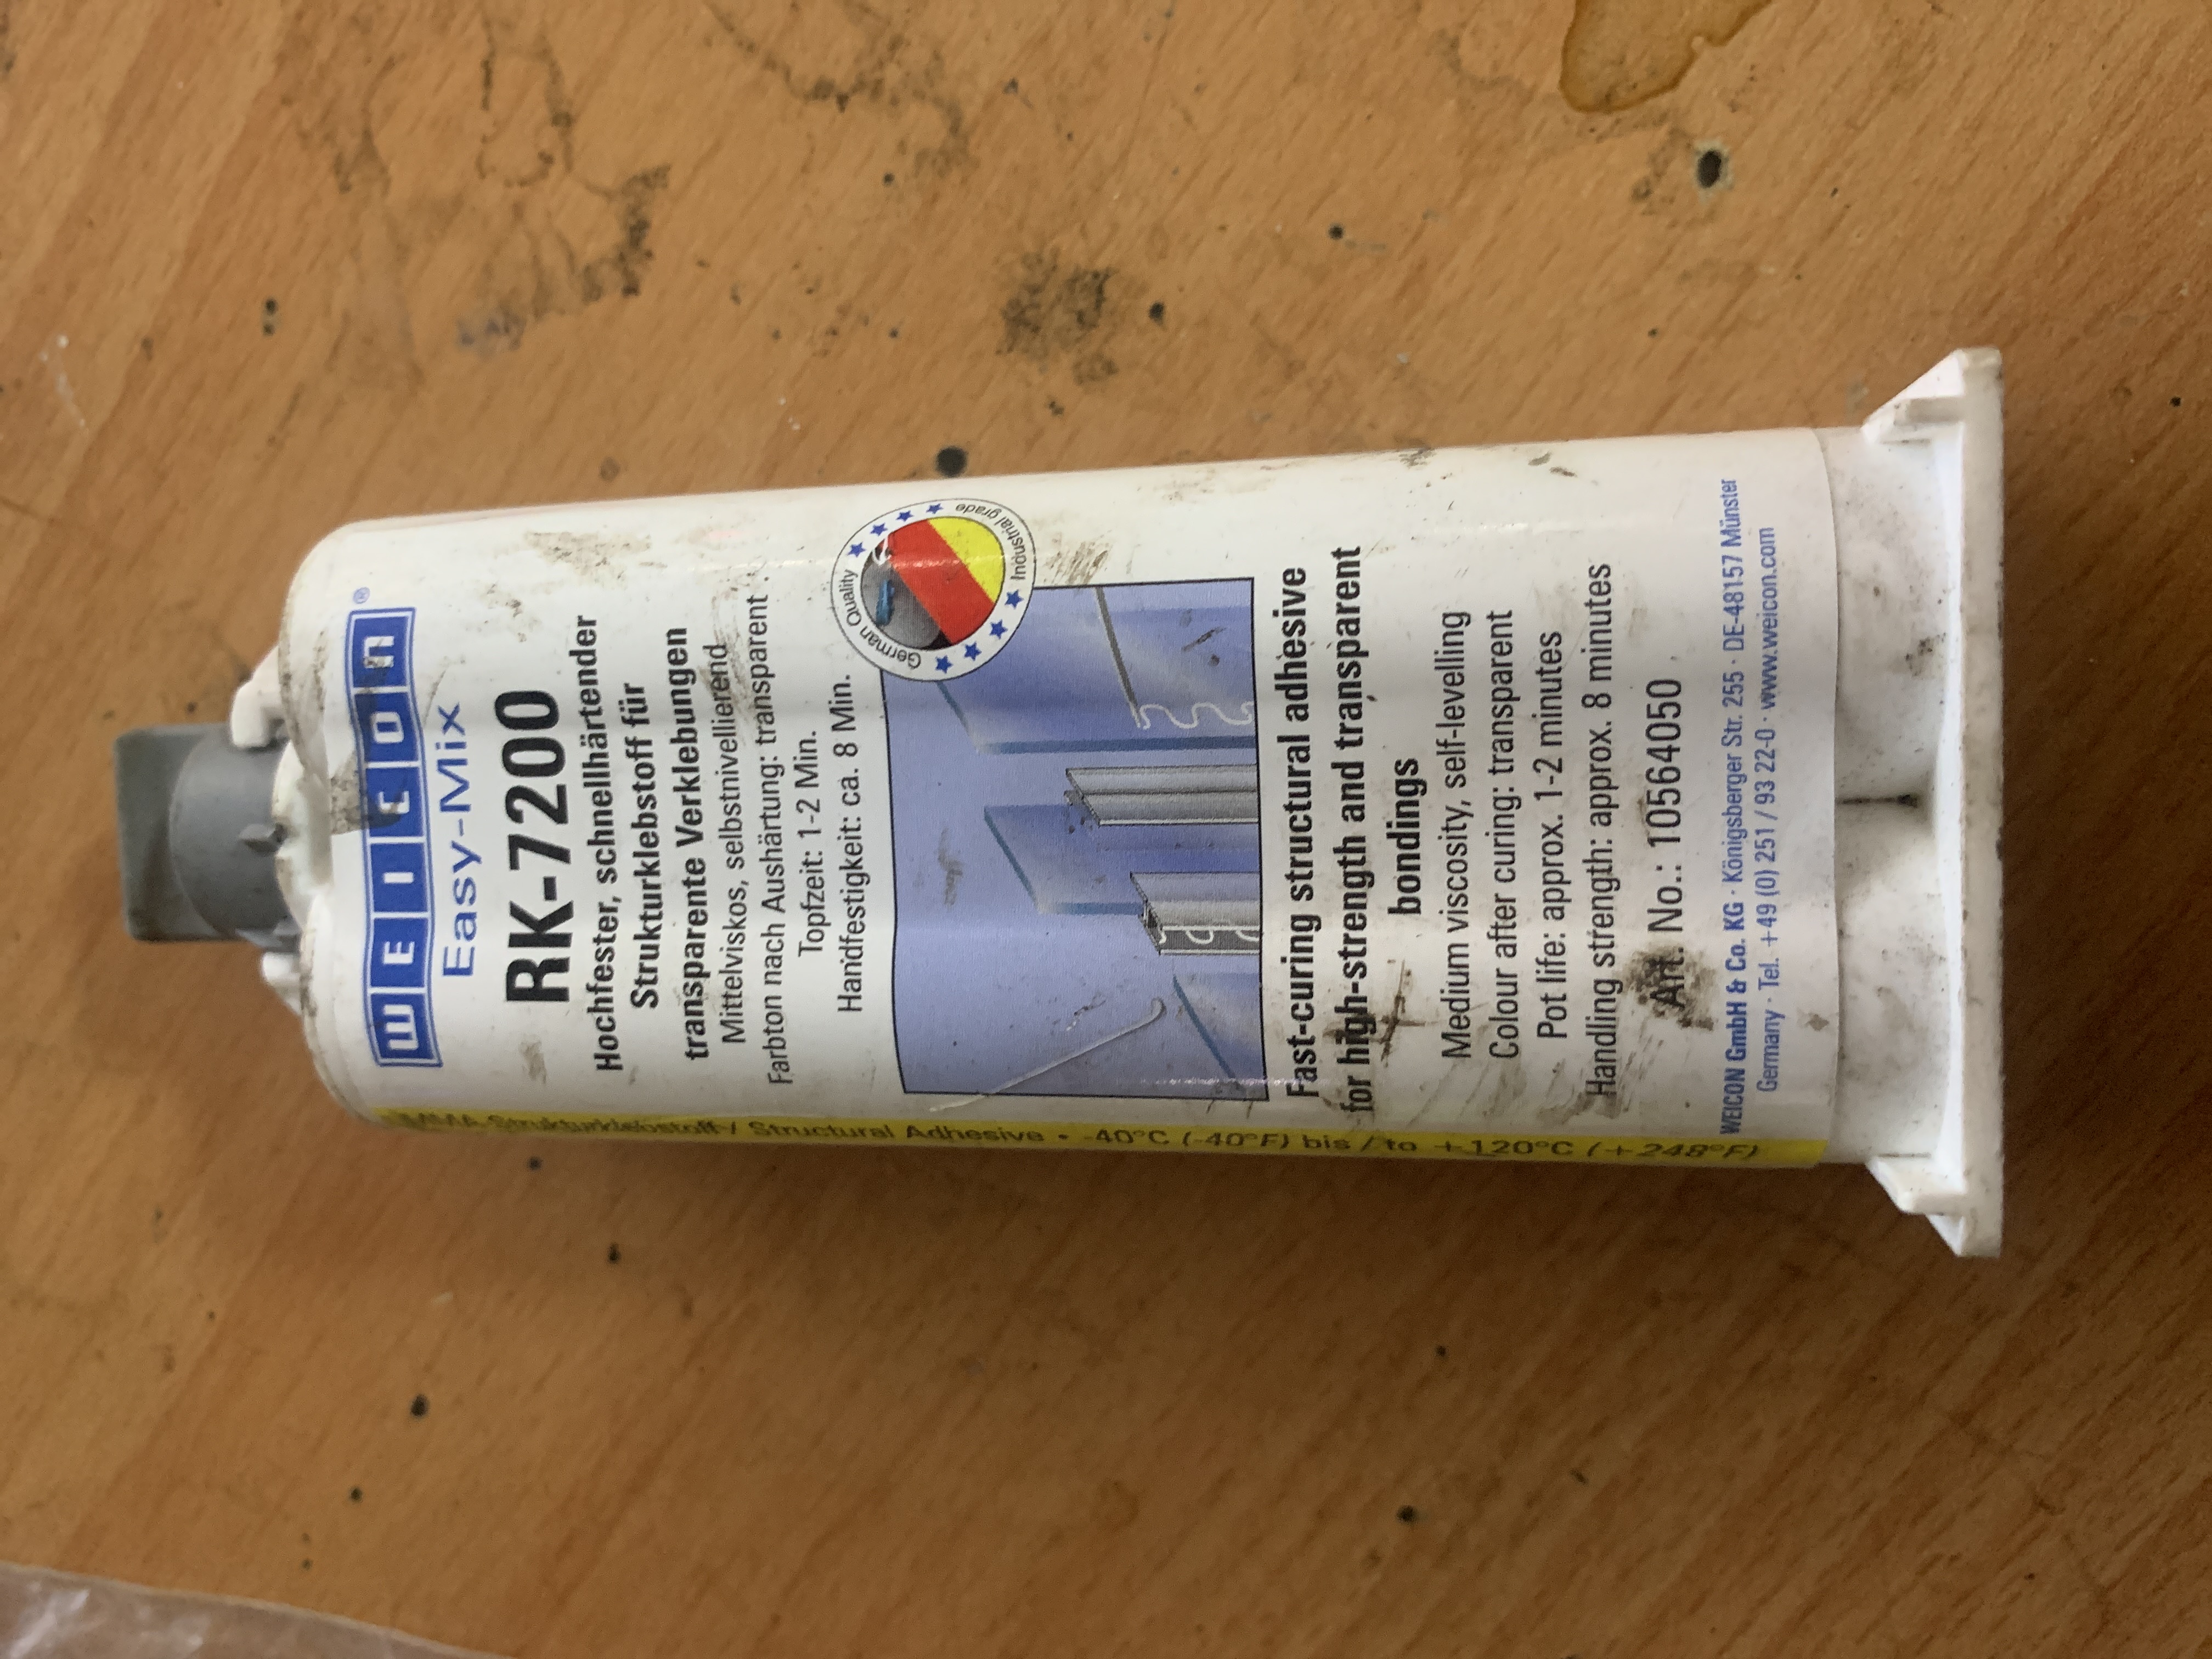 WEICON®
Easy-Mix
RK-7200
Hochfester, schnellhärtender
Strukturklebstoff für
transparente Verklebungen
Mittelviskos, selbstnivellierend
Farbton nach Aushärtung: transparent
Topfzeit: 1-2 Min.
Handfestigkeit: ca. 8 Min.
German Quality
Industrial grade
Fast-curing structural adhesive
for high-strength and transparent
bondings
Medium viscosity, self-levelling
Colour after curing: transparent
Pot life: approx. 1-2 minutes
Handling strength: approx. 8 minutes
Art. No.: 10564050
WEICON GmbH & Co. KG · Königsberger Str. 255 · DE-48157 Münster
Germany · Tel. +49 (0) 251 / 93 22-0 · www.weicon.com
MMA-Strukturklebstoff / Structural Adhesive • -40°C (-40°F) bis / to +120°C (+248°F)